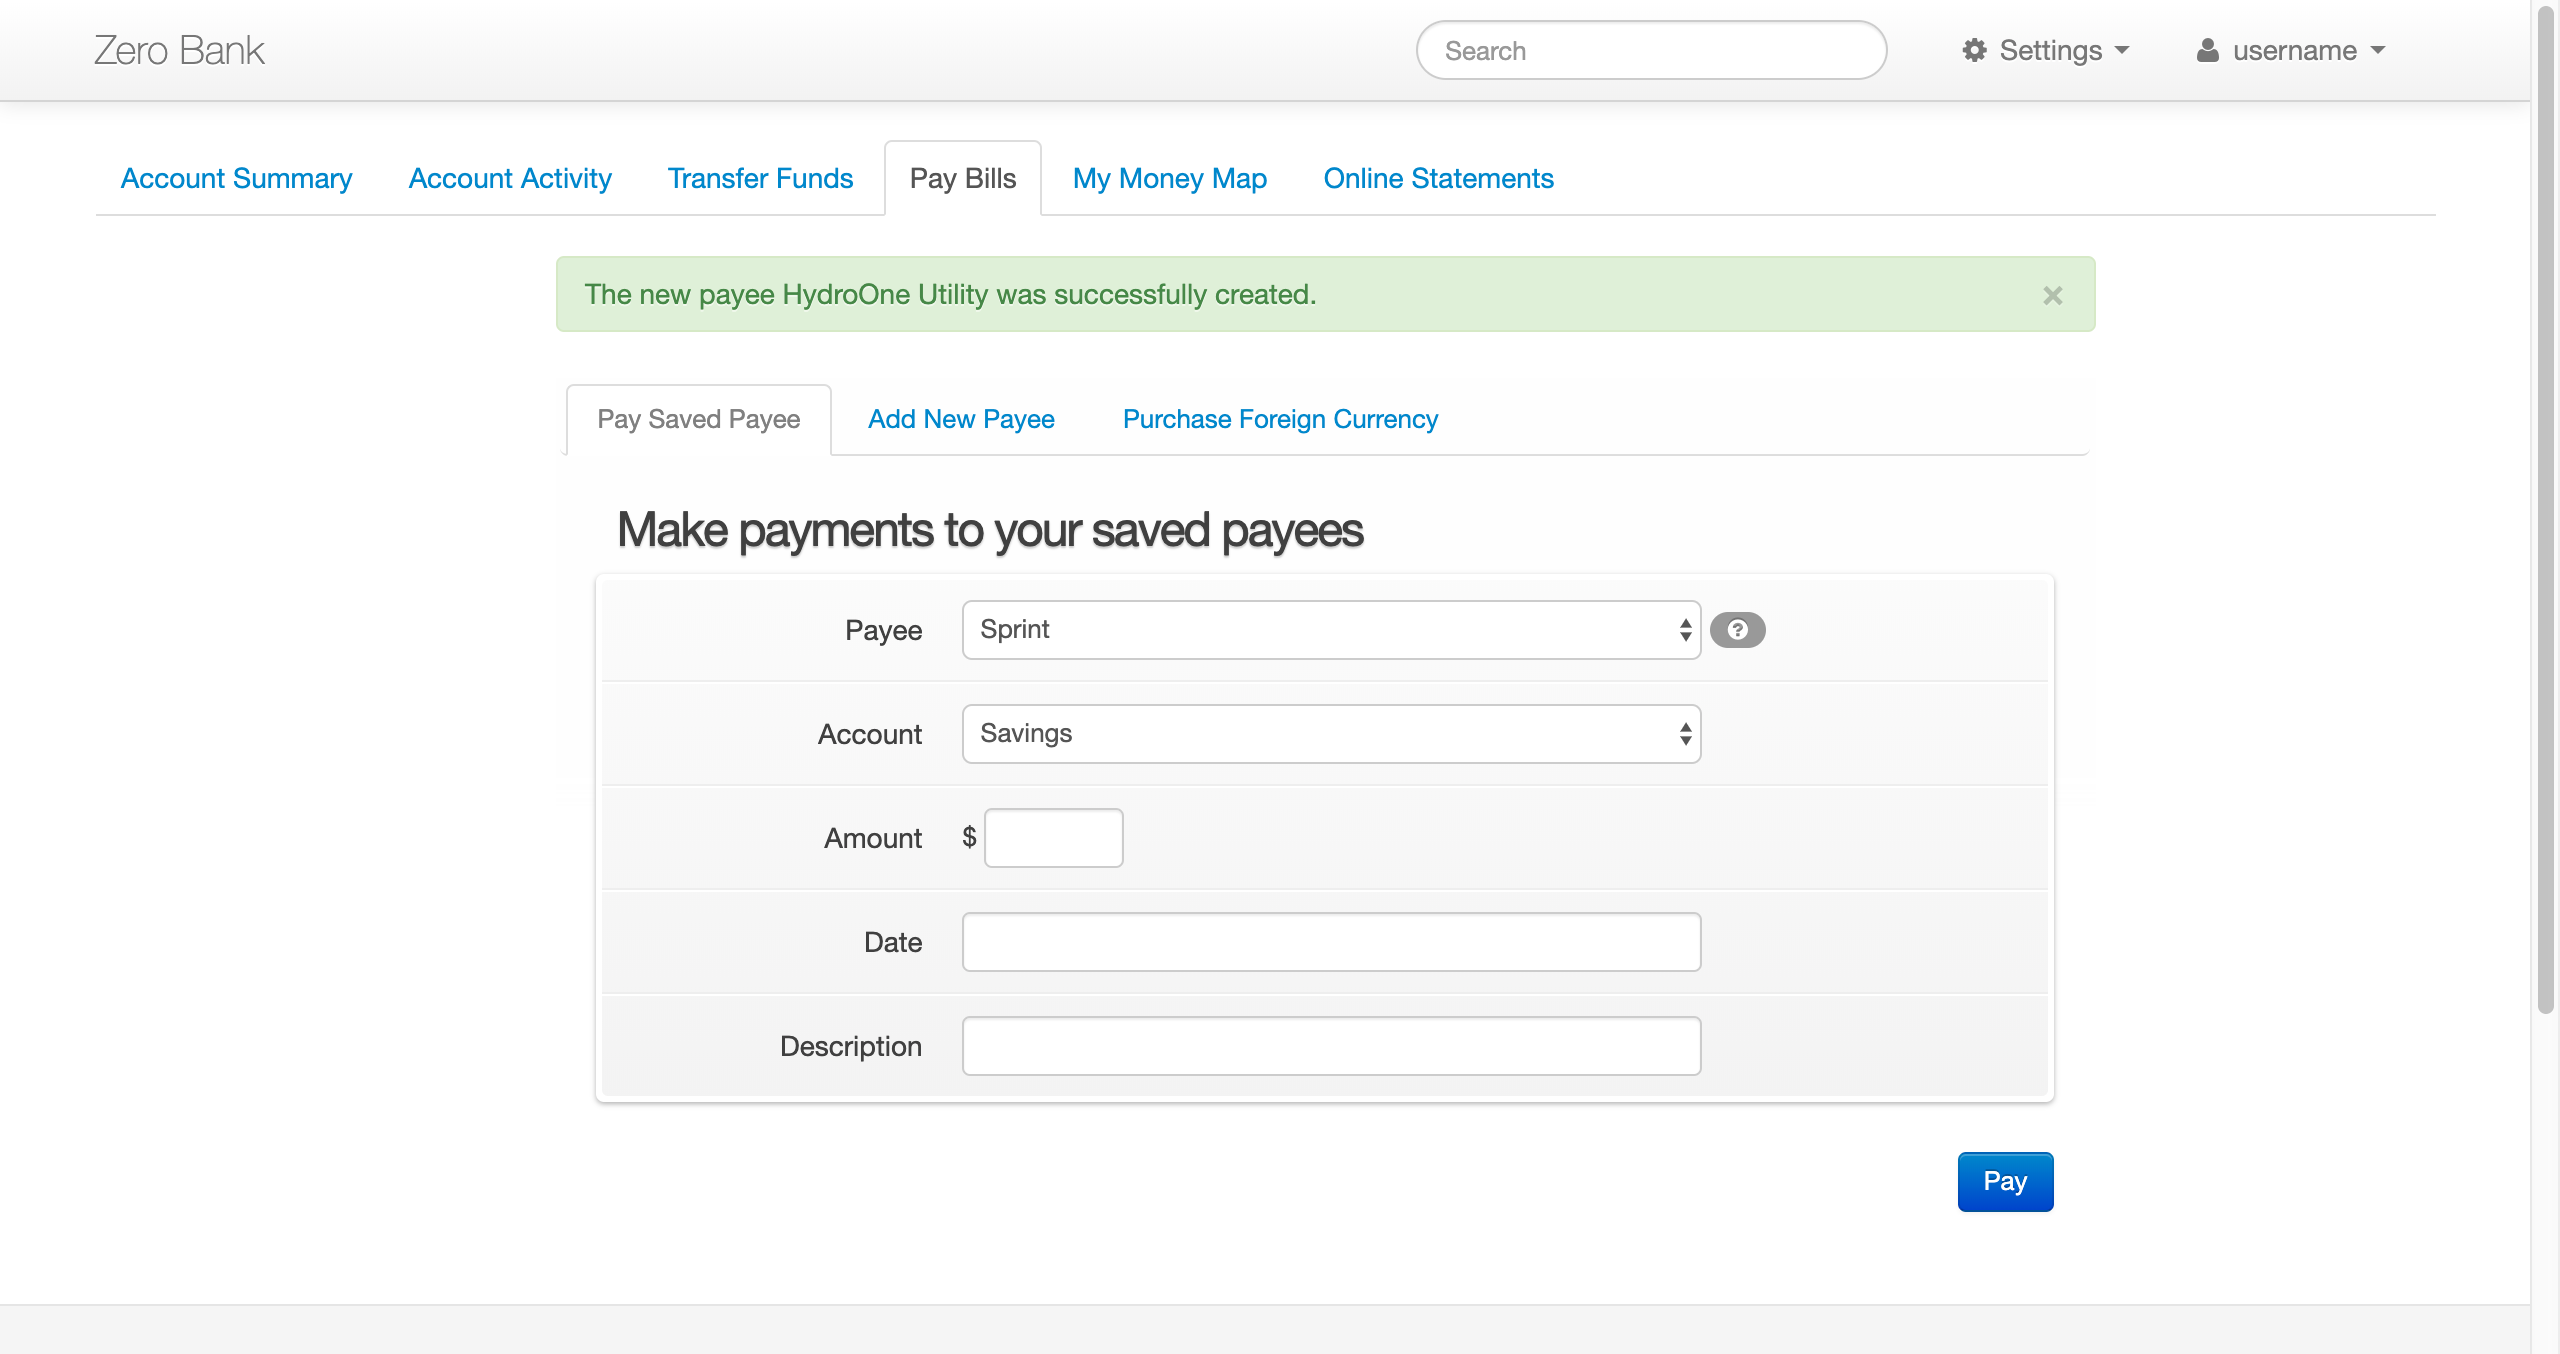 Zero Bank
Search
Settings
username
Account Summary
Account Activity
Transfer Funds
Pay Bills
My Money Map
Online Statements
The new payee HydroOne Utility was successfully created.
×
Pay Saved Payee
Add New Payee
Purchase Foreign Currency
Make payments to your saved payees
Payee
Sprint
?
Account
Savings
Amount
$
Date
Description
Pay